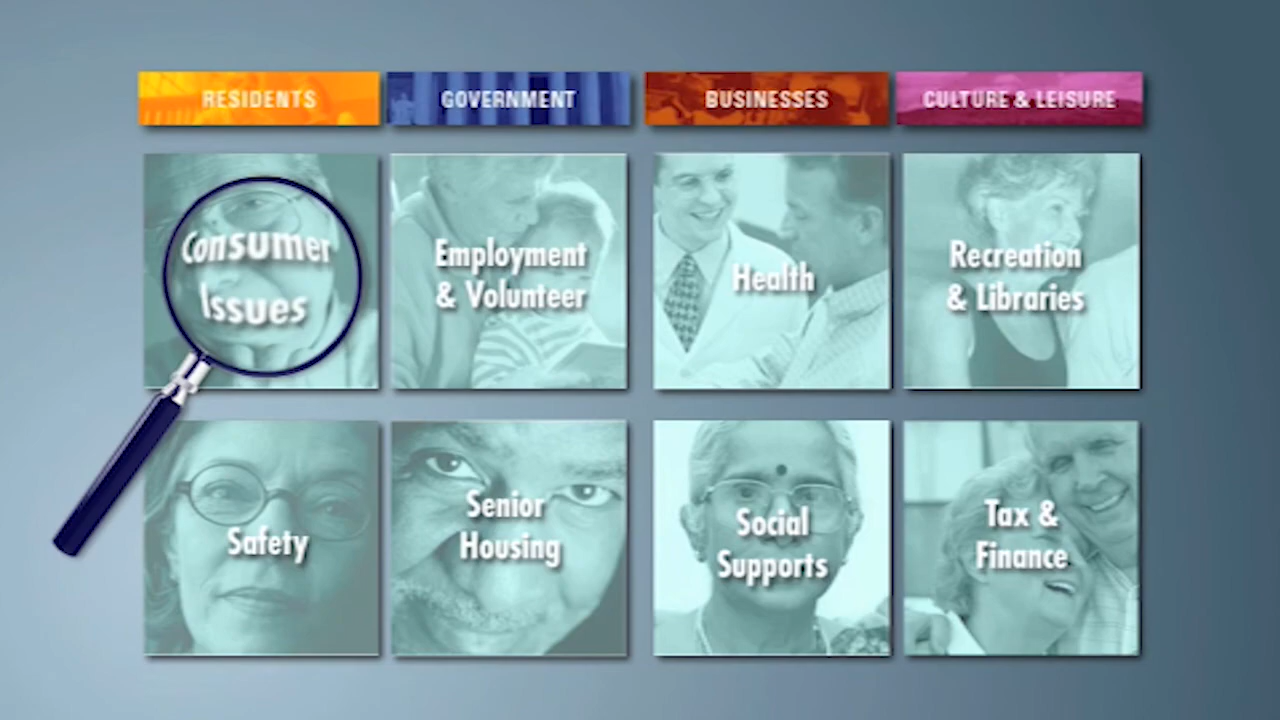 RESIDENTS
GOVERNMENT
BUSINESSES
CULTURE & LEISURE
Consumer
Issues
Employment
& Volunteer
Health
Recreation
& Libraries
Safety
Senior
Housing
Social
Supports
Tax &
Finance